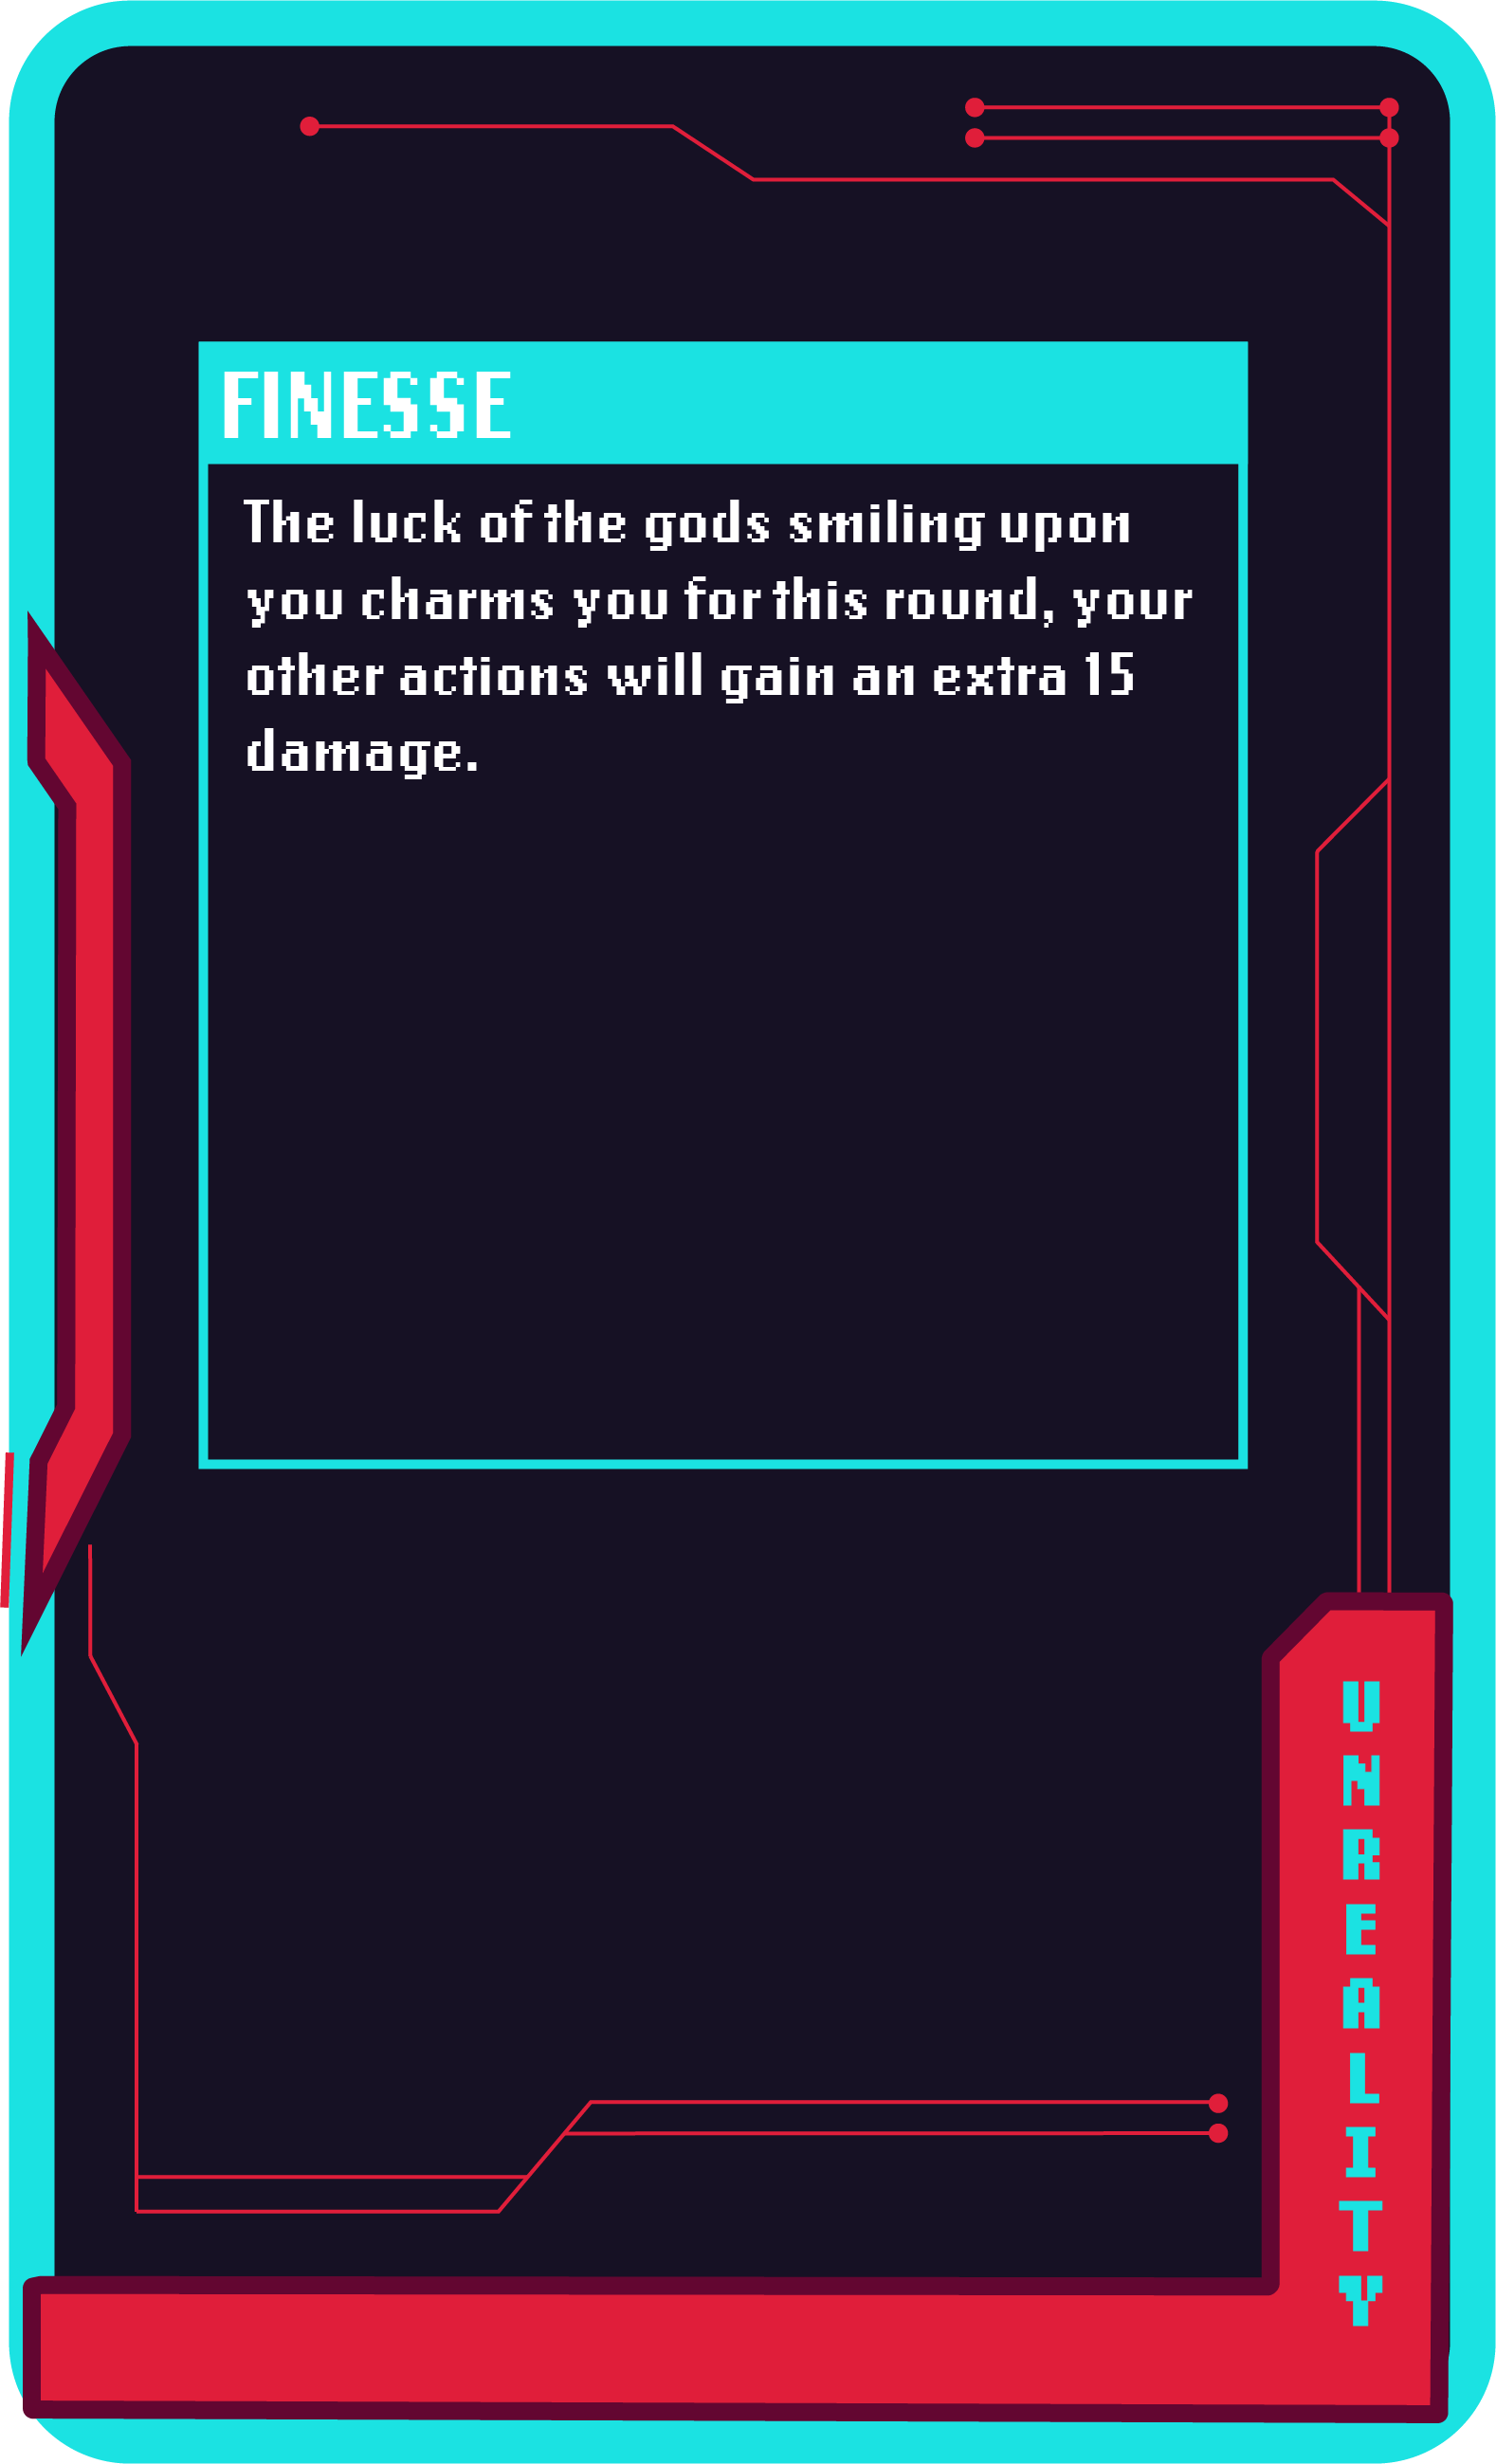 FINESSE
The luck of the gods smiling upon
you charms you for this round, your
other actions will gain an extra 15
damage.
UNREALITY